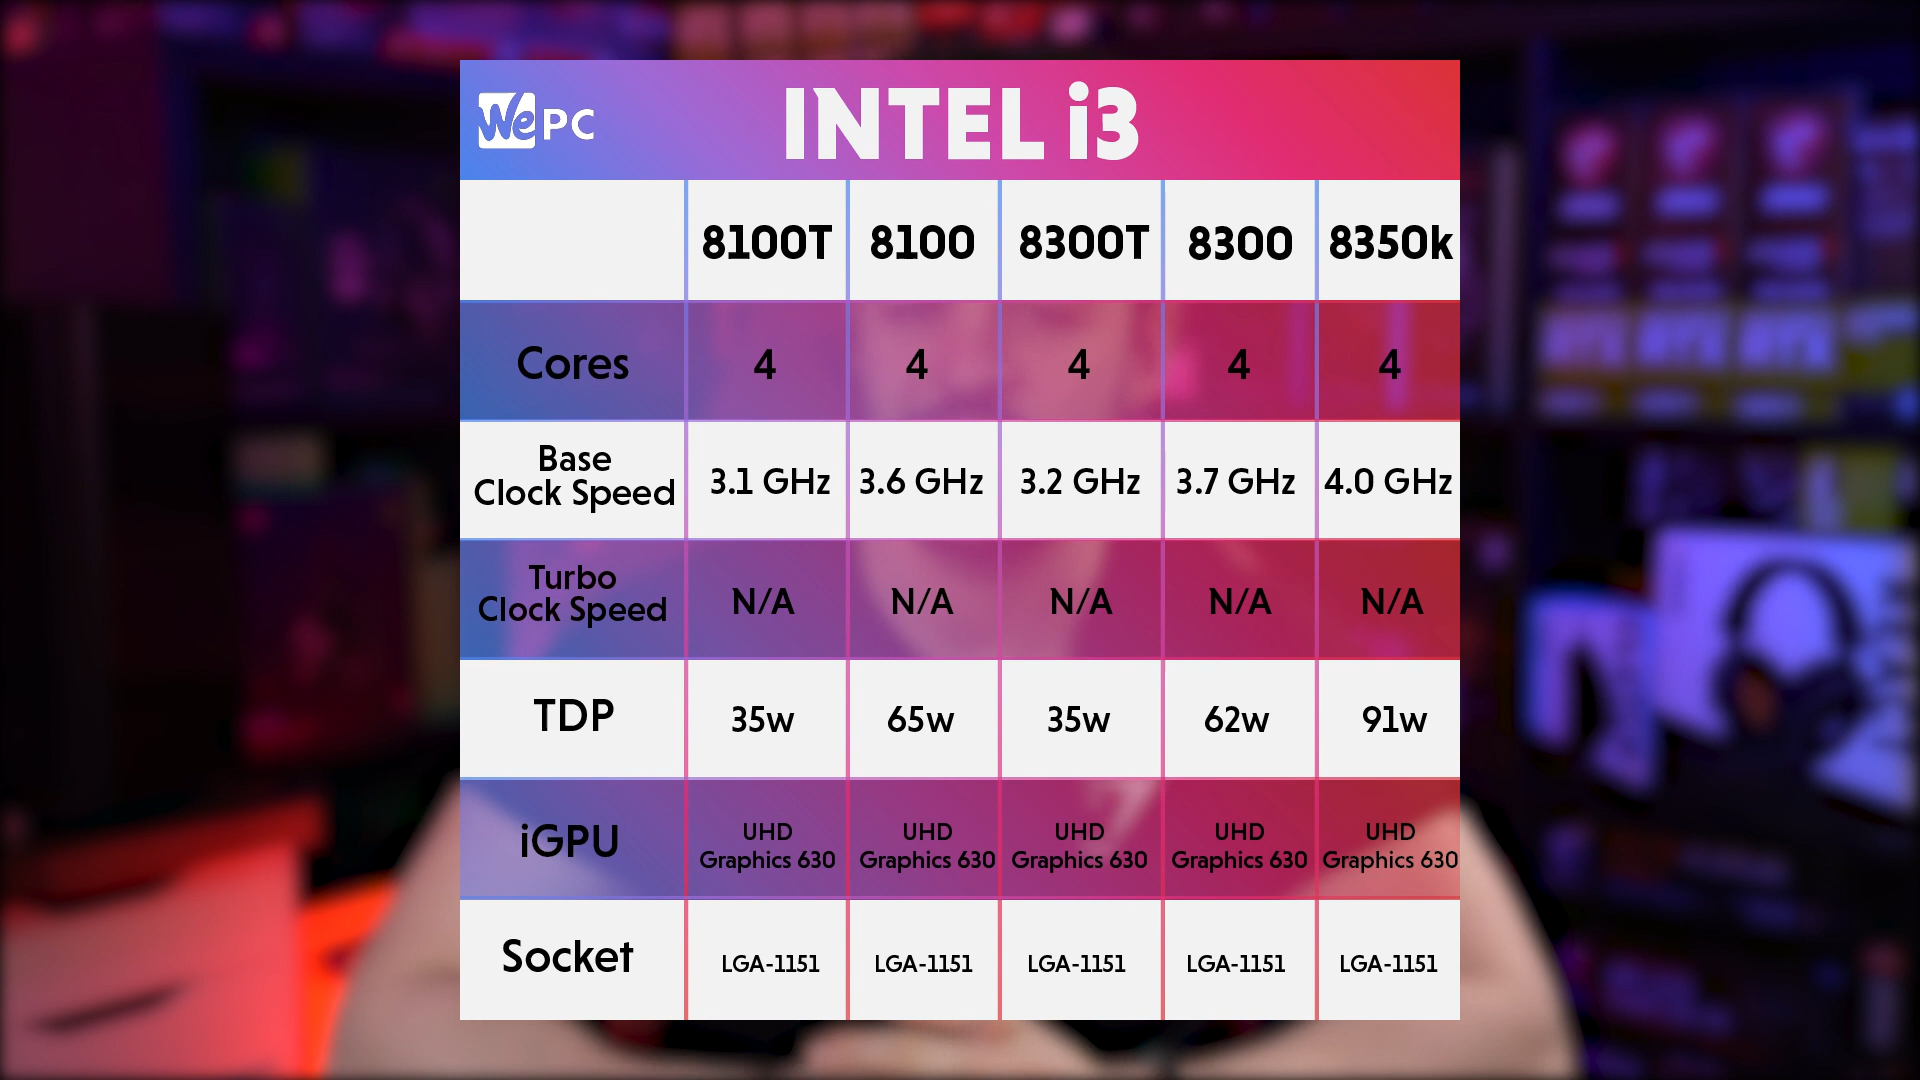 We PC
INTEL i3
8100T 8100 8300T 8300 8350k
Cores 4 4 4 4 4
Base
Clock Speed 3.1 GHz 3.6 GHz 3.2 GHz 3.7 GHz 4.0 GHz
Turbo
Clock Speed N/A N/A N/A N/A N/A
TDP 35w 65w 35w 62w 91w
iGPU UHD Graphics 630 UHD Graphics 630 UHD Graphics 630 UHD Graphics 630 UHD Graphics 630
Socket LGA-1151 LGA-1151 LGA-1151 LGA-1151 LGA-1151